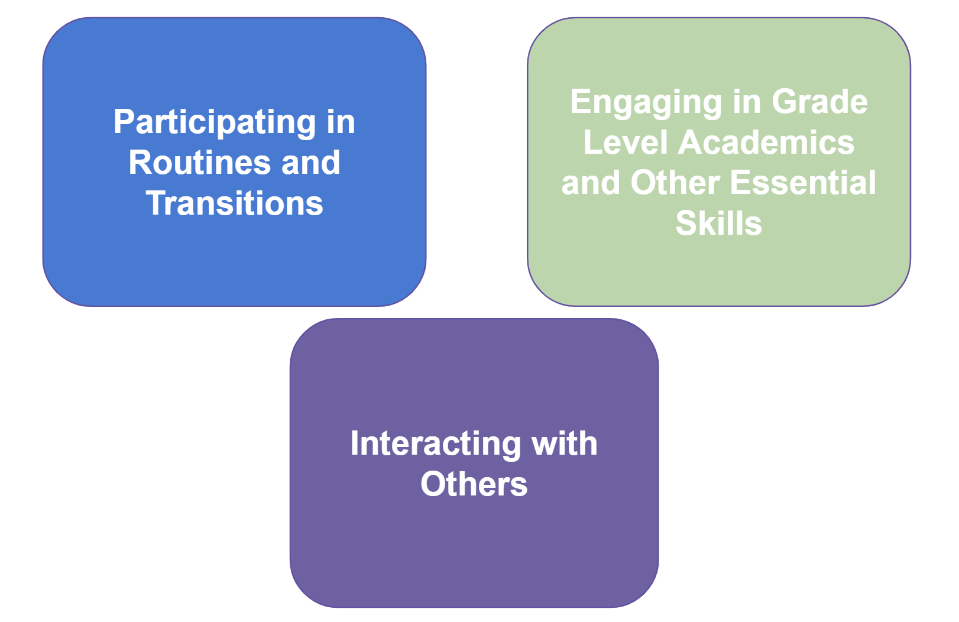 Participating in
Routines and
Transitions
Engaging in Grade
Level Academics
and Other Essential
Skills
Interacting with
Others